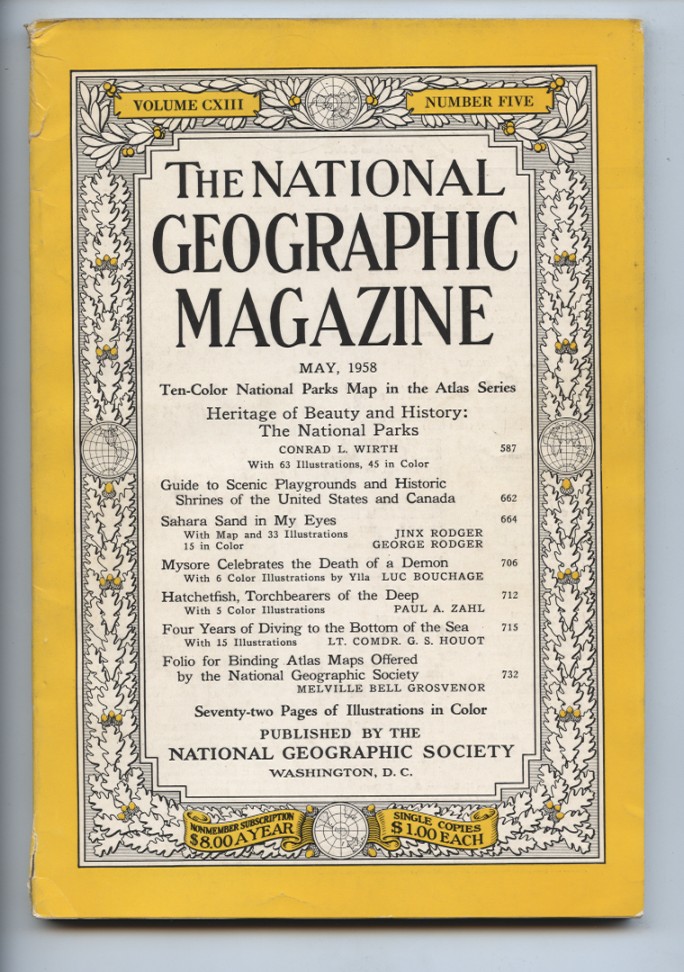 VOLUME CXIII
NUMBER FIVE
THE NATIONAL
GEOGRAPHIC
MAGAZINE
MAY, 1958
Ten-Color National Parks Map in the Atlas Series
Heritage of Beauty and History:
The National Parks
CONRAD L. WIRTH 587
With 63 Illustrations, 45 in Color
Guide to Scenic Playgrounds and Historic
Shrines of the United States and Canada 662
Sahara Sand in My Eyes 664
With Map and 33 Illustrations JINX RODGER
15 in Color GEORGE RODGER
Mysore Celebrates the Death of a Demon 706
With 6 Color Illustrations by Ylla LUC BOUCHAGE
Hatchetfish, Torchbearers of the Deep 712
With 5 Color Illustrations PAUL A. ZAHL
Four Years of Diving to the Bottom of the Sea 715
With 15 Illustrations LT. COMDR. G. S. HOUOT
Folio for Binding Atlas Maps Offered
by the National Geographic Society 732
MELVILLE BELL GROSVENOR
Seventy-two Pages of Illustrations in Color
PUBLISHED BY THE
NATIONAL GEOGRAPHIC SOCIETY
WASHINGTON, D. C.
NONMEMBER SUBSCRIPTION
$8.00 A YEAR
SINGLE COPIES
$1.00 EACH